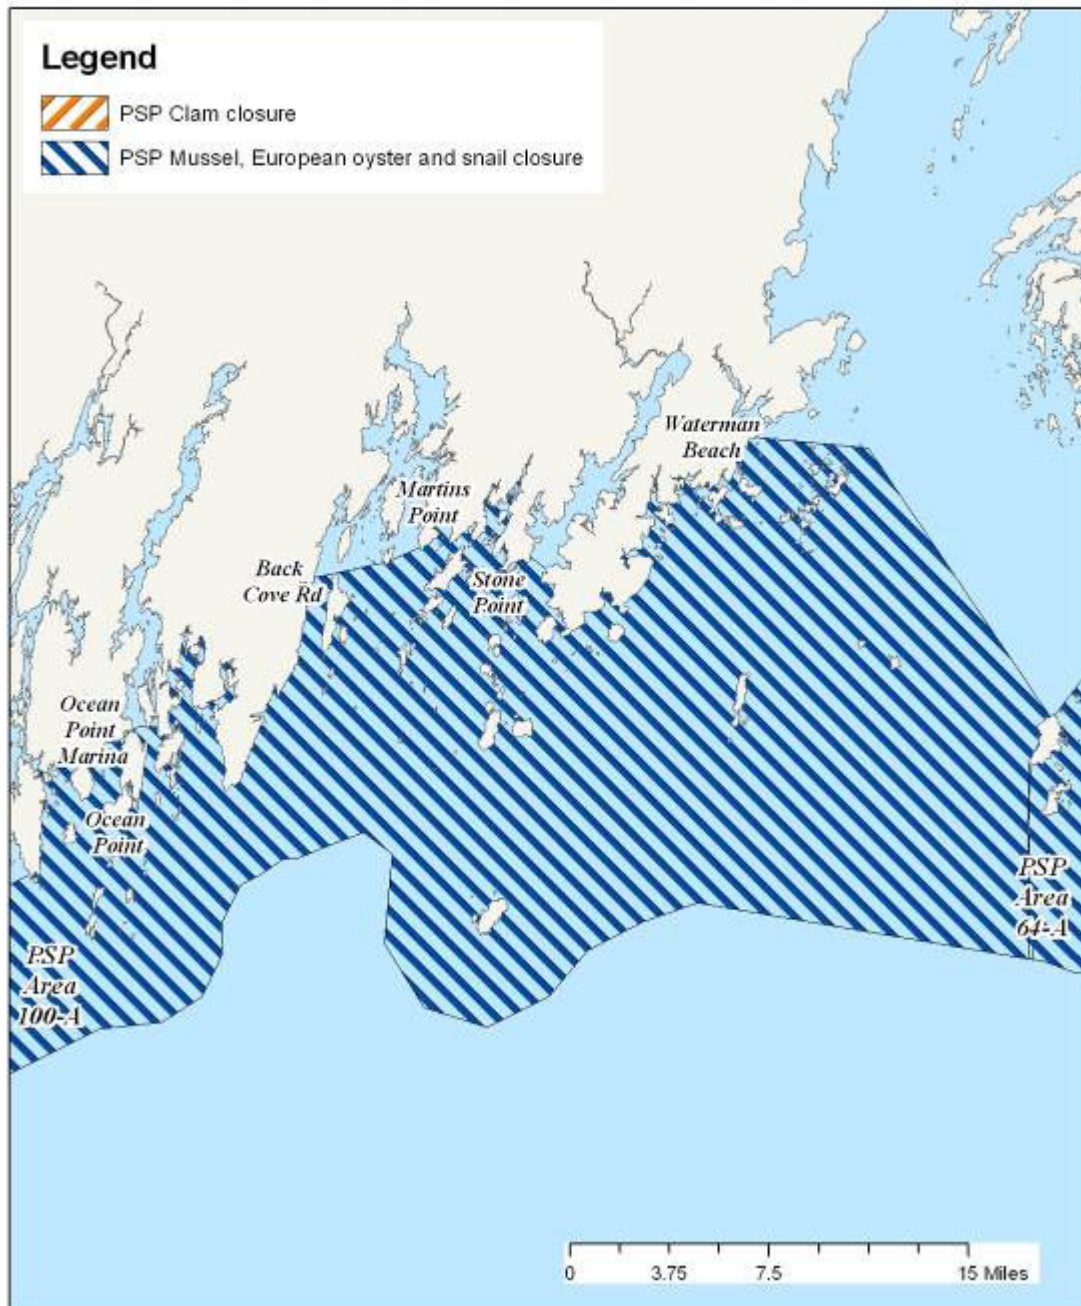 Legend
PSP Clam closure
PSP Mussel, European oyster and snail closure
Waterman
Beach
Martins
Point
Back
Cove Rd
Stone
Point
Ocean
Point
Marina
Ocean
Point
PSP
Area
64-A
PSP
Area
100-A
0 3.75 7.5 15 Miles